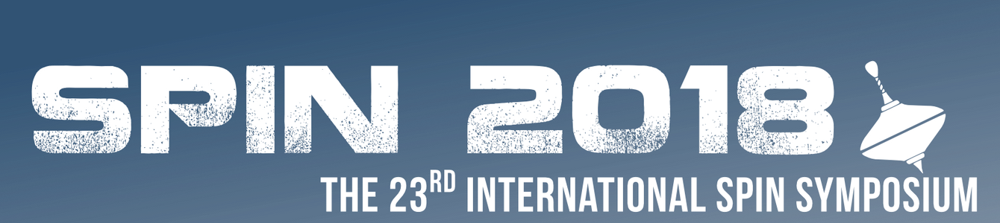 SPIN 2018
THE 23RD INTERNATIONAL SPIN SYMPOSIUM